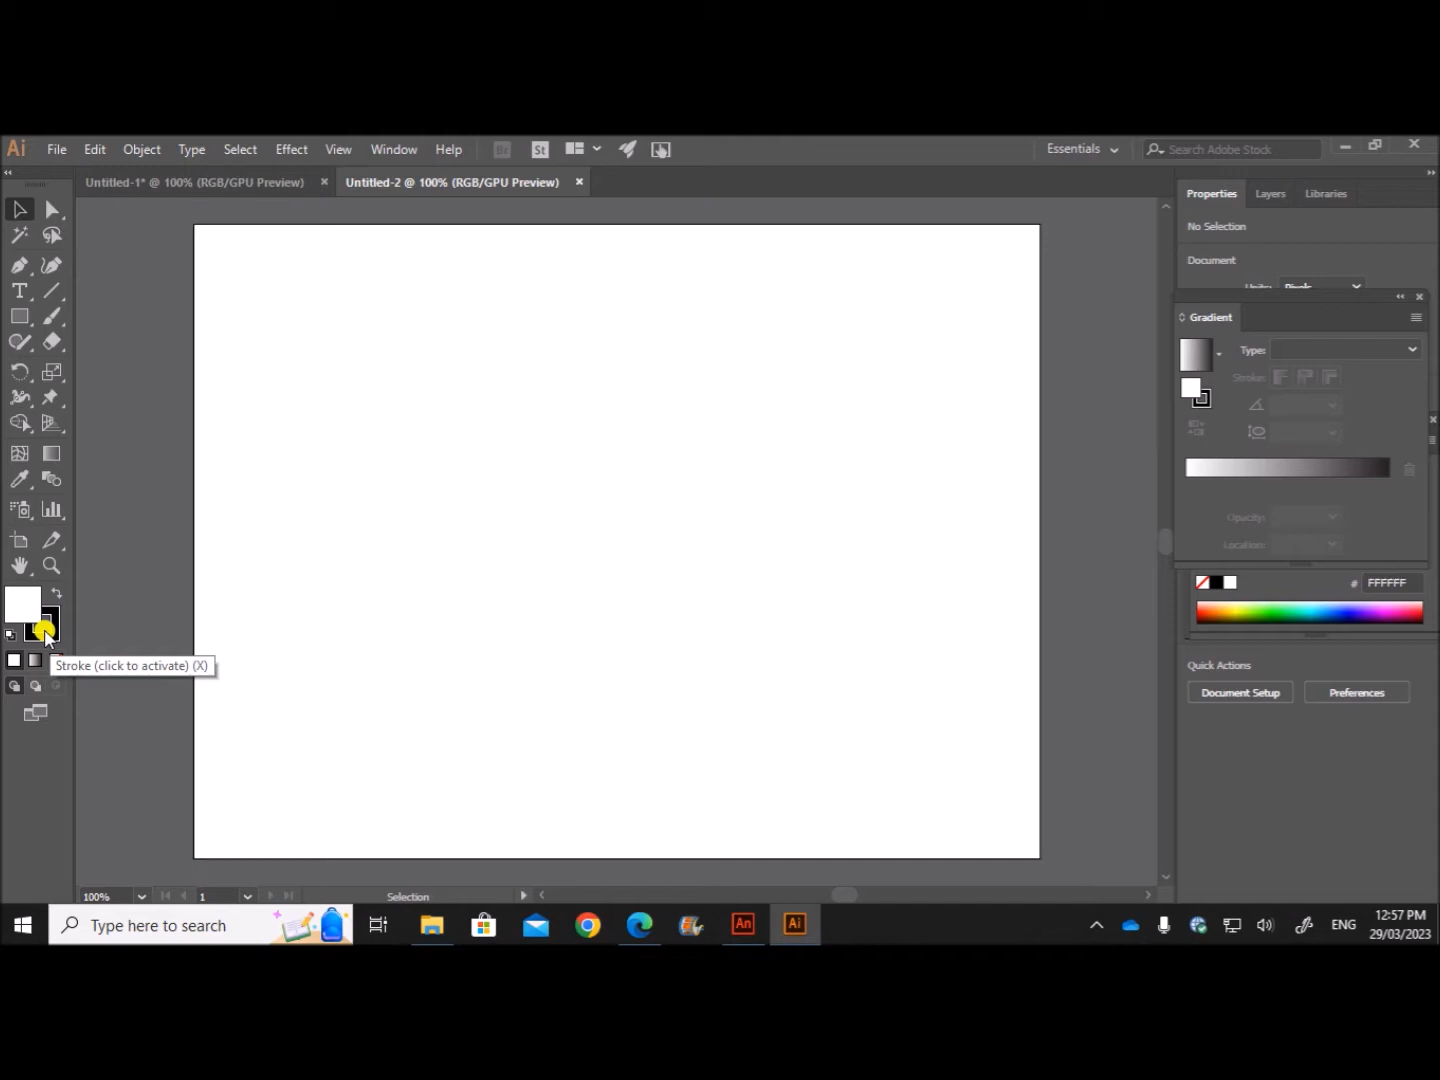 Ai File Edit Object Type Select Effect View Window Help Br St Essentials Search Adobe Stock
Untitled-1* @ 100% (RGB/GPU Preview) Untitled-2 @ 100% (RGB/GPU Preview)
Properties Layers Libraries
No Selection
Document
Units: Pixels
Gradient
Type:
Stroke:
Opacity:
Location:
# FFFFFF
Stroke (click to activate) (X)
Quick Actions
Document Setup Preferences
100% 1 Selection
Type here to search An Ai ENG 12:57 PM
29/03/2023